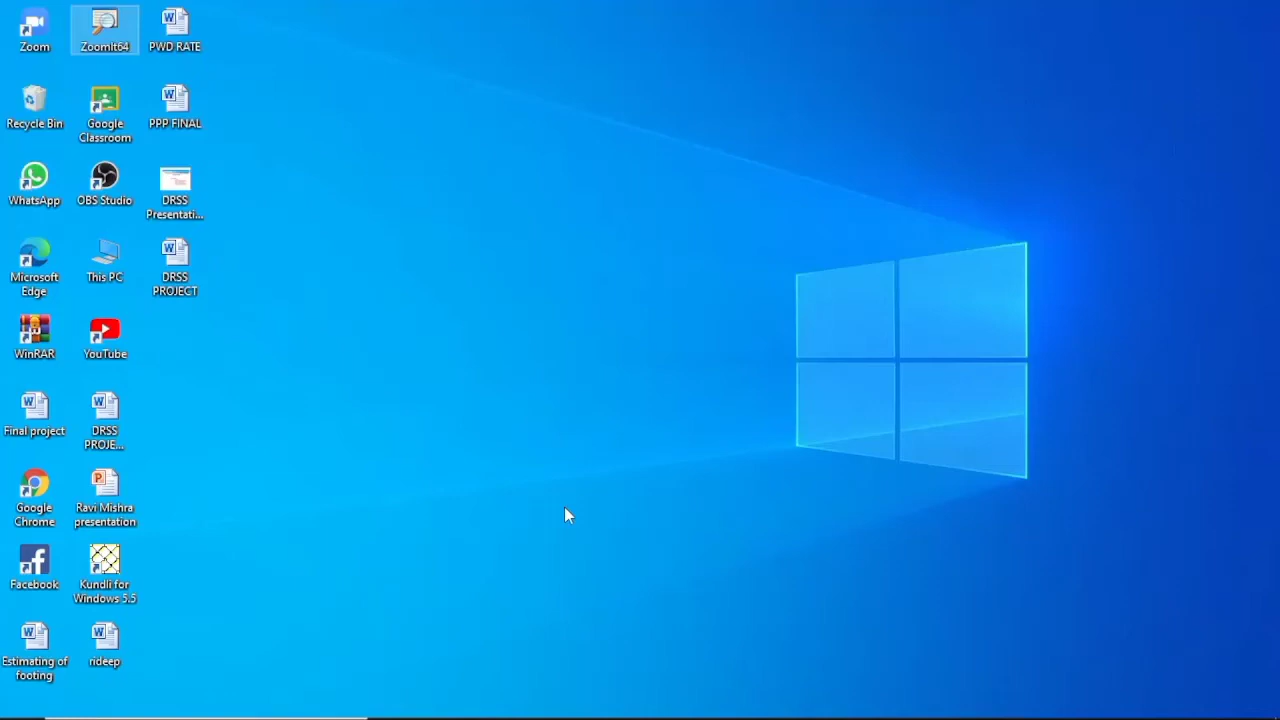 Zoom
ZoomIt64
PWD RATE
Recycle Bin
Google
Classroom
PPP FINAL
WhatsApp
OBS Studio
DRSS
Presentati...
Microsoft
Edge
This PC
DRSS
PROJECT
WinRAR
YouTube
Final project
DRSS
PROJE...
Google
Chrome
Ravi Mishra
presentation
Facebook
Kundli for
Windows 5.5
Estimating of
footing
rideep